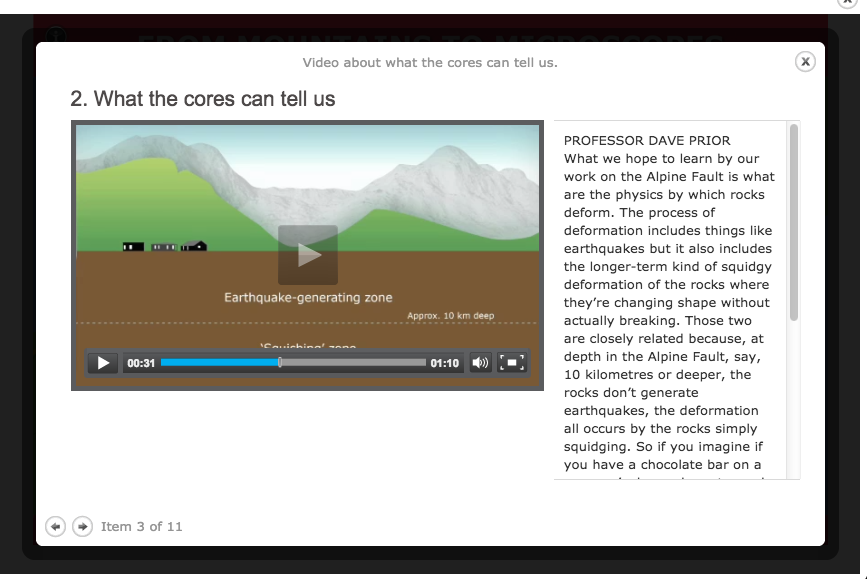 FROM MOUNTAINS TO MICROSCOPES
Video about what the cores can tell us.
X
2. What the cores can tell us
Earthquake-generating zone
Approx. 10 km deep
'Squishing' zone
00:31
01:10
PROFESSOR DAVE PRIOR
What we hope to learn by our
work on the Alpine Fault is what
are the physics by which rocks
deform. The process of
deformation includes things like
earthquakes but it also includes
the longer-term kind of squidgy
deformation of the rocks where
they're changing shape without
actually breaking. Those two
are closely related because, at
depth in the Alpine Fault, say,
10 kilometres or deeper, the
rocks don't generate
earthquakes, the deformation
all occurs by the rocks simply
squidging. So if you imagine if
you have a chocolate bar on a
Item 3 of 11